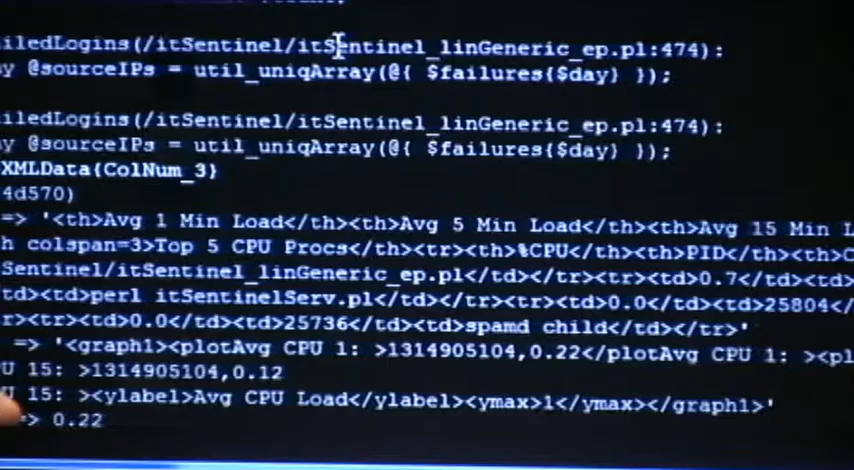 iledLogins(/itSentinel/itSentinel_linGeneric_ep.pl:474):
y @sourceIPs = util_uniqArray(@{ $failures{$day} });
iledLogins(/itSentinel/itSentinel_linGeneric_ep.pl:474):
y @sourceIPs = util_uniqArray(@{ $failures{$day} });
XMLData{ColNum_3}
4d570)
=> '<th>Avg 1 Min Load</th><th>Avg 5 Min Load</th><th>Avg 15 Min L
h colspan=3>Top 5 CPU Procs</th><tr><th>%CPU</th><th>PID</th><th>C
Sentinel/itSentinel_linGeneric_ep.pl</td></tr><tr><td>0.7</td><td>
td><td>perl itSentinelServ.pl</td></tr><tr><td>0.0</td><td>25804</
r><tr><td>0.0</td><td>25736</td><td>spamd child</td></tr>'
=> '<graph1><plotAvg CPU 1: >1314905104,0.22</plotAvg CPU 1: ><pl
U 15: >1314905104,0.12
U 15: ><ylabel>Avg CPU Load</ylabel><ymax>1</ymax></graph1>'
=> 0.22